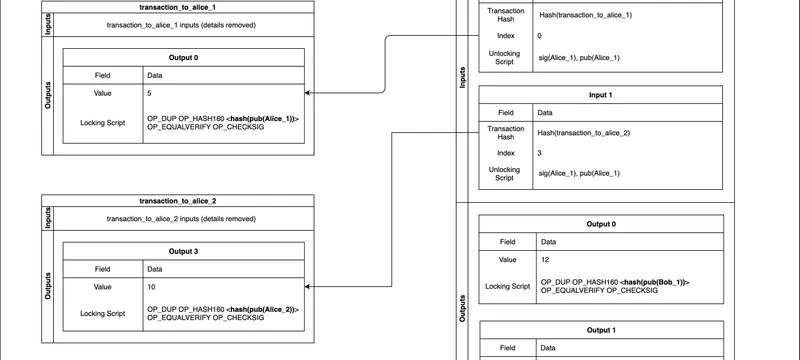 transaction_to_alice_1
Inputs
transaction_to_alice_1 inputs (details removed)
Outputs
Output 0
Field Data
Value 5
Locking Script OP_DUP OP_HASH160 <hash(pub(Alice_1))>
OP_EQUALVERIFY OP_CHECKSIG
transaction_to_alice_2
Inputs
transaction_to_alice_2 inputs (details removed)
Outputs
Output 3
Field Data
Value 10
Locking Script OP_DUP OP_HASH160 <hash(pub(Alice_2))>
OP_EQUALVERIFY OP_CHECKSIG
Inputs
Transaction
Hash Hash(transaction_to_alice_1)
Index 0
Unlocking
Script sig(Alice_1), pub(Alice_1)
Input 1
Field Data
Transaction
Hash Hash(transaction_to_alice_2)
Index 3
Unlocking
Script sig(Alice_1), pub(Alice_1)
Outputs
Output 0
Field Data
Value 12
Locking Script OP_DUP OP_HASH160 <hash(pub(Bob_1))>
OP_EQUALVERIFY OP_CHECKSIG
Output 1
Field Data